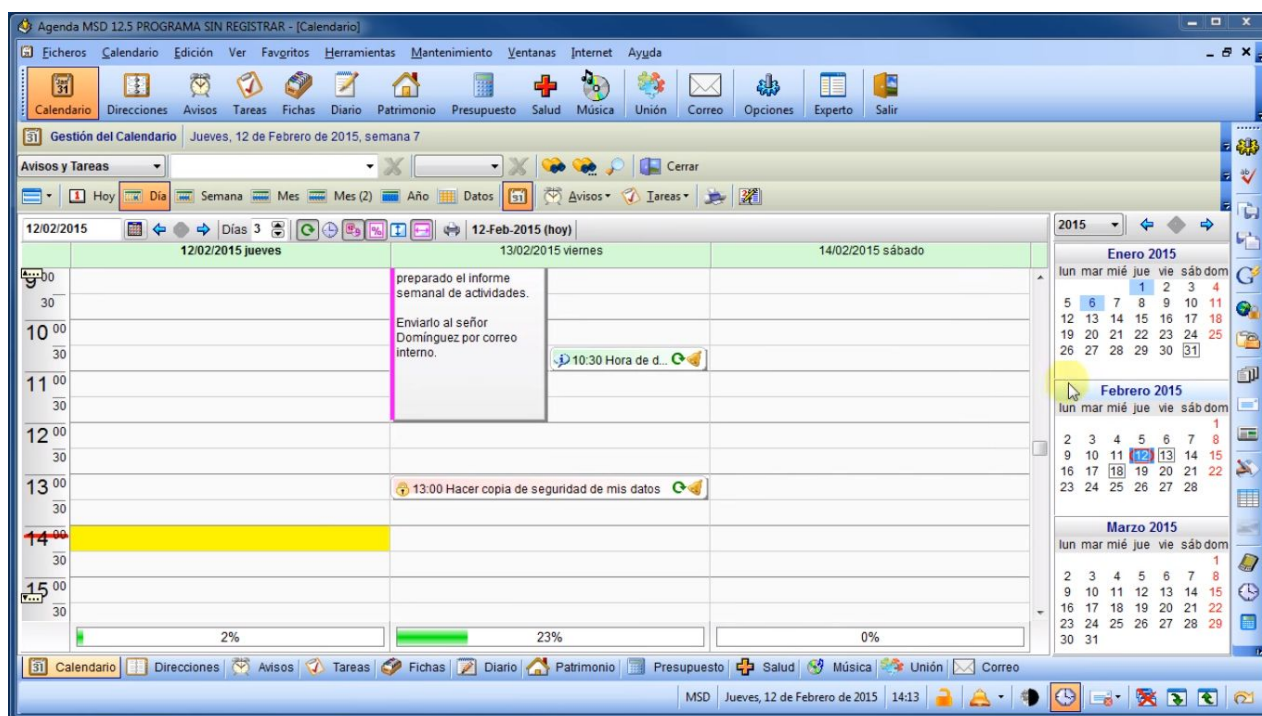 Agenda MSD 12.5 PROGRAMA SIN REGISTRAR - [Calendario]
Ficheros Calendario Edición Ver Favoritos Herramientas Mantenimiento Ventanas Internet Ayuda
Calendario Direcciones Avisos Tareas Fichas Diario Patrimonio Presupuesto Salud Música Unión Correo Opciones Experto Salir
Gestión del Calendario Jueves, 12 de Febrero de 2015, semana 7
Avisos y Tareas Cerrar
Hoy Día Semana Mes Mes (2) Año Datos Avisos Tareas
12/02/2015 Días 3 12-Feb-2015 (hoy)
12/02/2015 jueves 13/02/2015 viernes 14/02/2015 sábado
9 00
preparado el informe
semanal de actividades.
30
Enviarlo al señor
10 00
Domínguez por correo
interno.
30
10:30 Hora de d...
11 00
30
12 00
30
13 00
13:00 Hacer copia de seguridad de mis datos
30
14 00
30
15 00
30
2% 23% 0%
2015
Enero 2015
lun mar mié jue vie sáb dom
1 2 3 4
5 6 7 8 9 10 11
12 13 14 15 16 17 18
19 20 21 22 23 24 25
26 27 28 29 30 31
Febrero 2015
lun mar mié jue vie sáb dom
1
2 3 4 5 6 7 8
9 10 11 12 13 14 15
16 17 18 19 20 21 22
23 24 25 26 27 28
Marzo 2015
lun mar mié jue vie sáb dom
1
2 3 4 5 6 7 8
9 10 11 12 13 14 15
16 17 18 19 20 21 22
23 24 25 26 27 28 29
30 31
Calendario Direcciones Avisos Tareas Fichas Diario Patrimonio Presupuesto Salud Música Unión Correo
MSD Jueves, 12 de Febrero de 2015 14:13